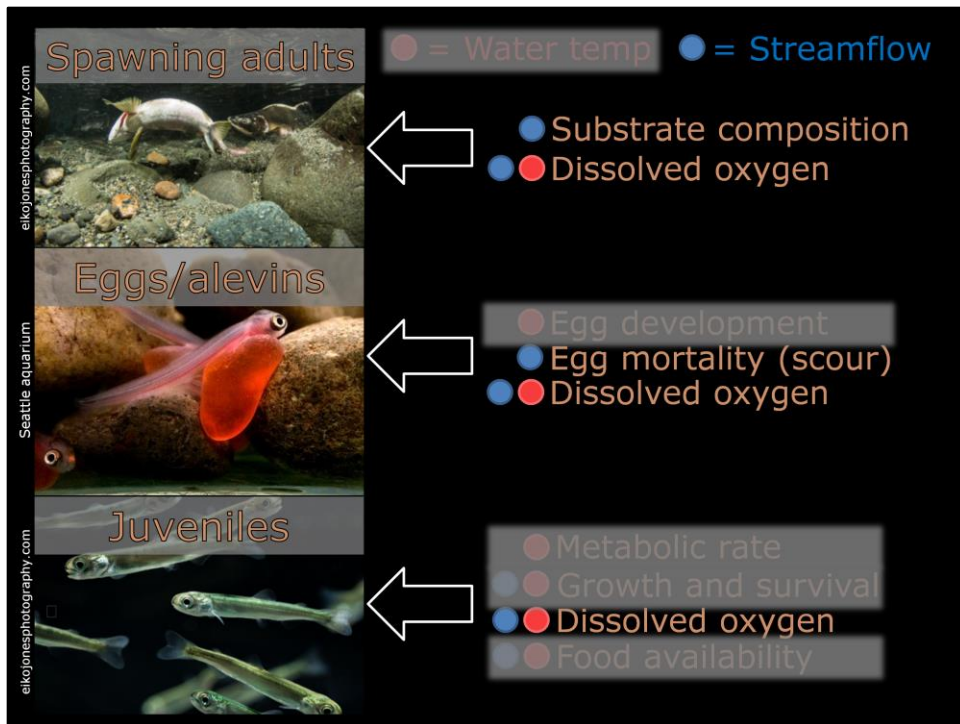 Spawning adults
= Water temp
= Streamflow
eikojonesphotography.com
Substrate composition
Dissolved oxygen
Eggs/alevins
Seattle aquarium
Egg development
Egg mortality (scour)
Dissolved oxygen
Juveniles
eikojonesphotography.com
Metabolic rate
Growth and survival
Dissolved oxygen
Food availability